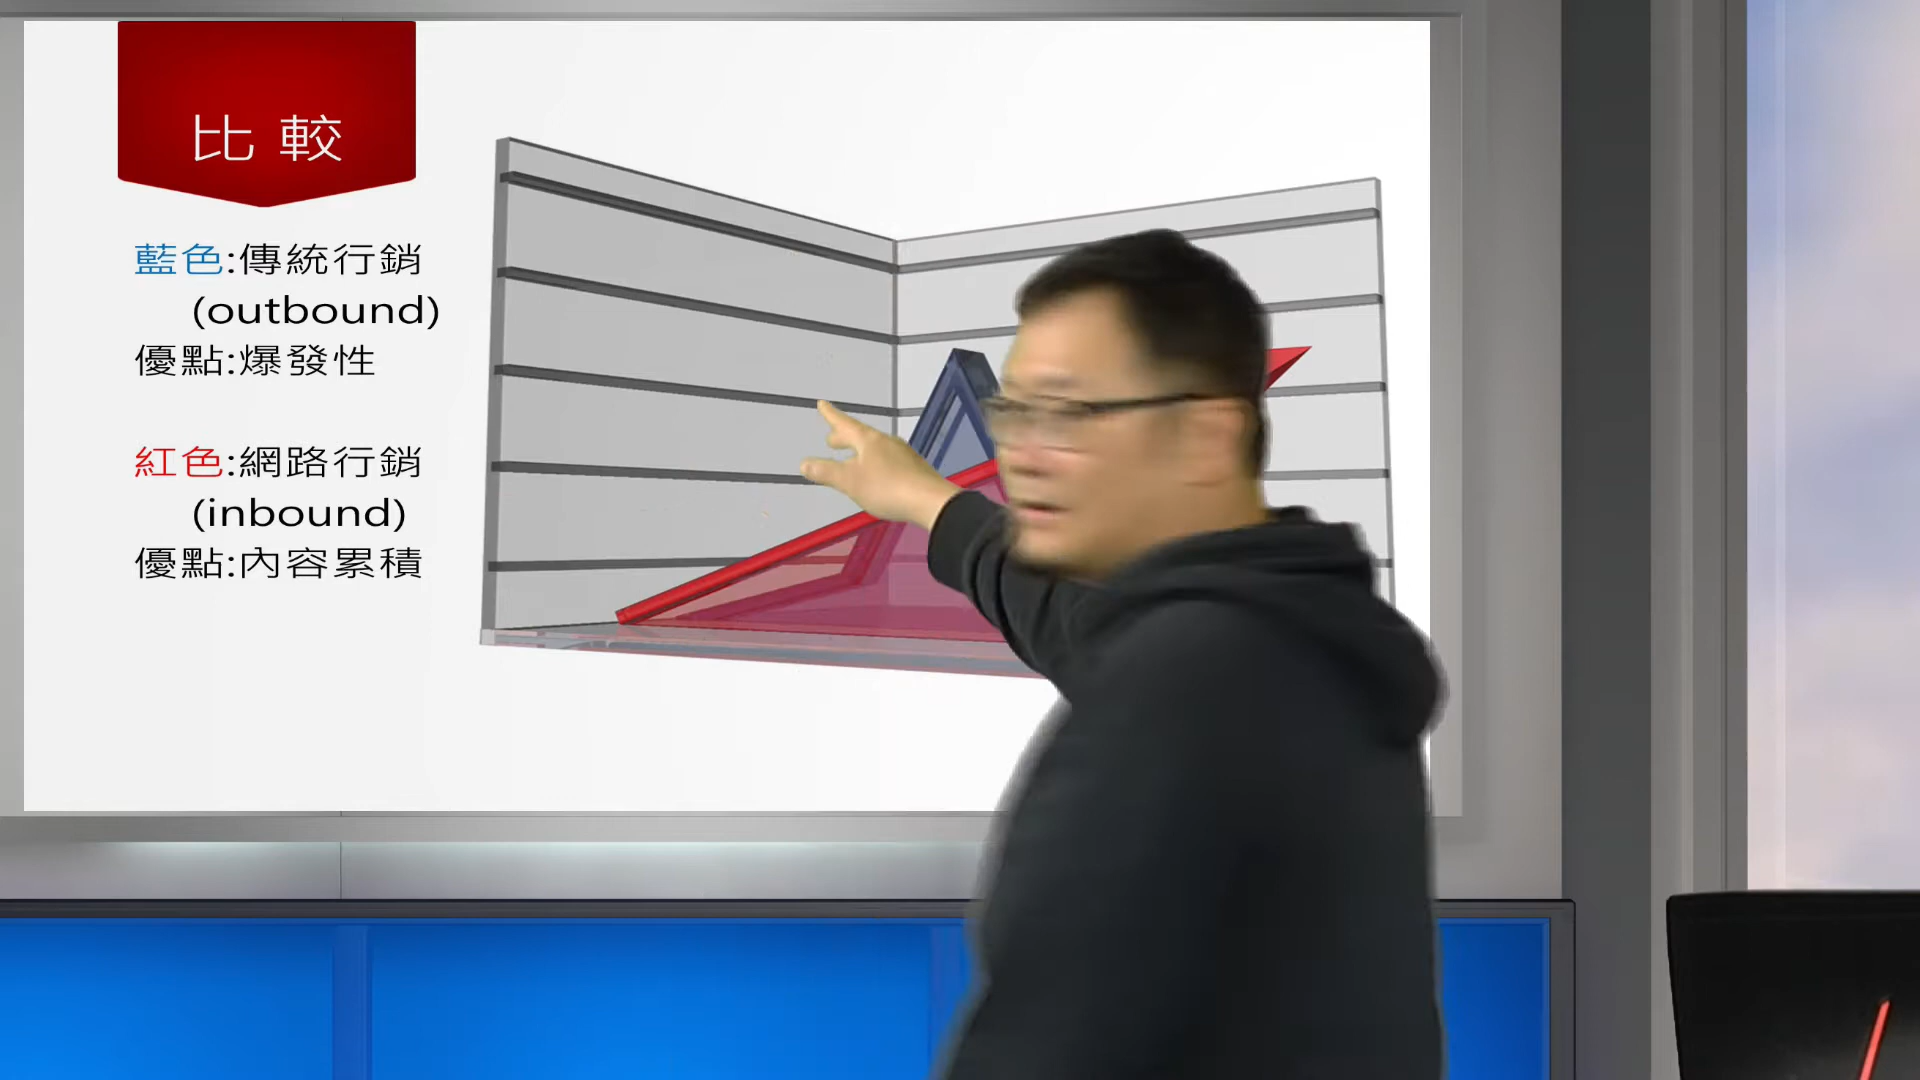 比較
藍色:傳統行銷
(outbound)
優點:爆發性
紅色:網路行銷
(inbound)
優點:內容累積